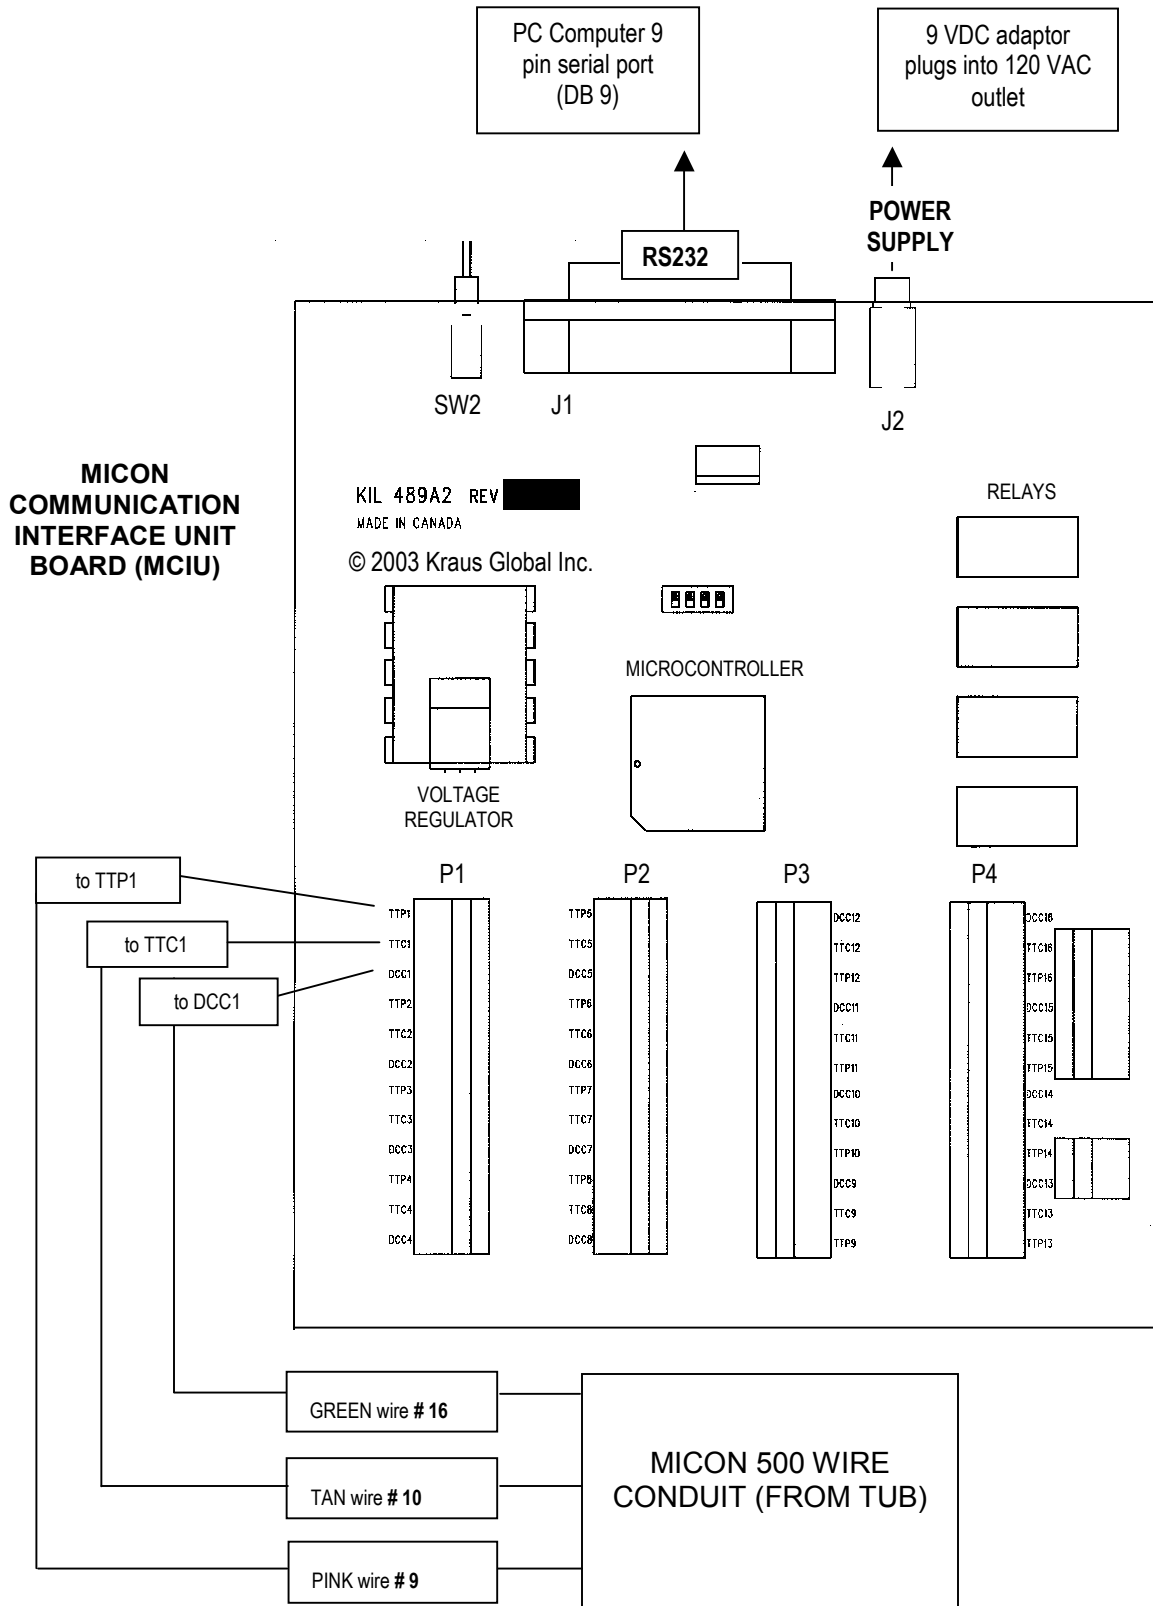 PC Computer 9
pin serial port
(DB 9)
9 VDC adaptor
plugs into 120 VAC
outlet
POWER
SUPPLY
RS232
SW2
J1
J2
MICON
COMMUNICATION
INTERFACE UNIT
BOARD (MCIU)
KIL 489A2 REV
MADE IN CANADA
© 2003 Kraus Global Inc.
RELAYS
MICROCONTROLLER
VOLTAGE
REGULATOR
to TTP1
to TTC1
to DCC1
P1
TTP1
TTC1
DCC1
TTP2
TTC2
DCC2
TTP3
TTC3
DCC3
TTP4
TTC4
DCC4
P2
TTP5
TTC5
DCC5
TTP6
TTC6
DCC6
TTP7
TTC7
DCC7
TTP8
TTC8
DCC8
P3
DCC12
TTC12
TTP12
DCC11
TTC11
TTP11
DCC10
TTC10
TTP10
DCC9
TTC9
TTP9
P4
DCC16
TTC16
TTP16
DCC15
TTC15
TTP15
DCC14
TTC14
TTP14
DCC13
TTC13
TTP13
GREEN wire # 16
TAN wire # 10
PINK wire # 9
MICON 500 WIRE
CONDUIT (FROM TUB)